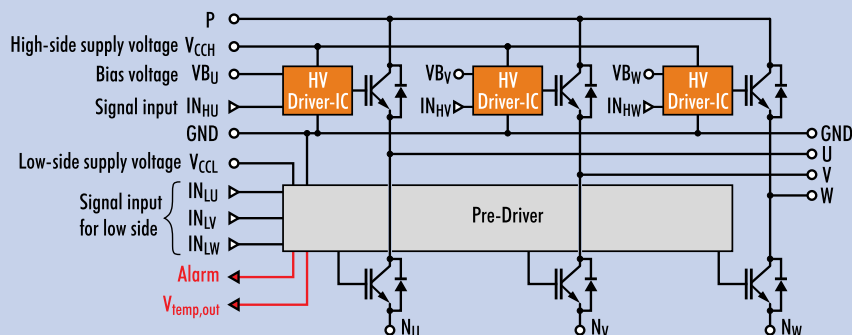 P
High-side supply voltage VCCH
Bias voltage VBU
Signal input INHU
HV
Driver-IC
VBV
INHV
HV
Driver-IC
VBW
INHW
HV
Driver-IC
GND
GND
U
V
W
Low-side supply voltage VCCL
Signal input
for low side
INLU
INLV
INLW
Pre-Driver
Alarm
Vtemp,out
NU
NV
NW